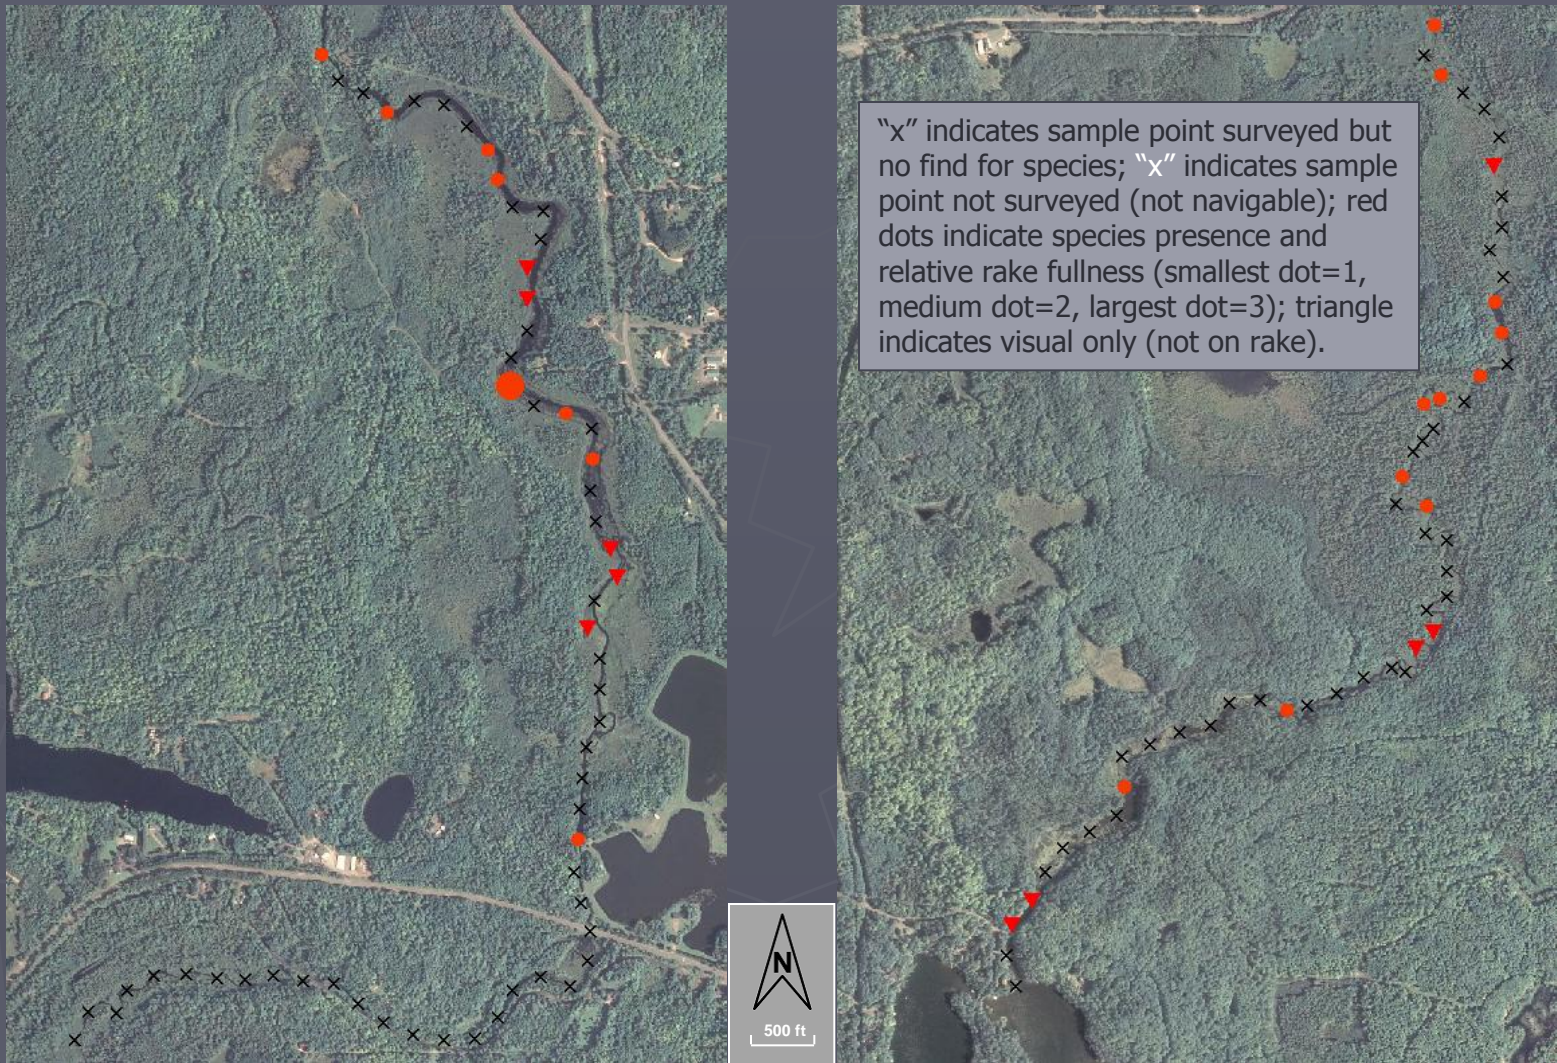 “x” indicates sample point surveyed but
no find for species; “x” indicates sample
point not surveyed (not navigable); red
dots indicate species presence and
relative rake fullness (smallest dot=1,
medium dot=2, largest dot=3); triangle
indicates visual only (not on rake).
N
500 ft